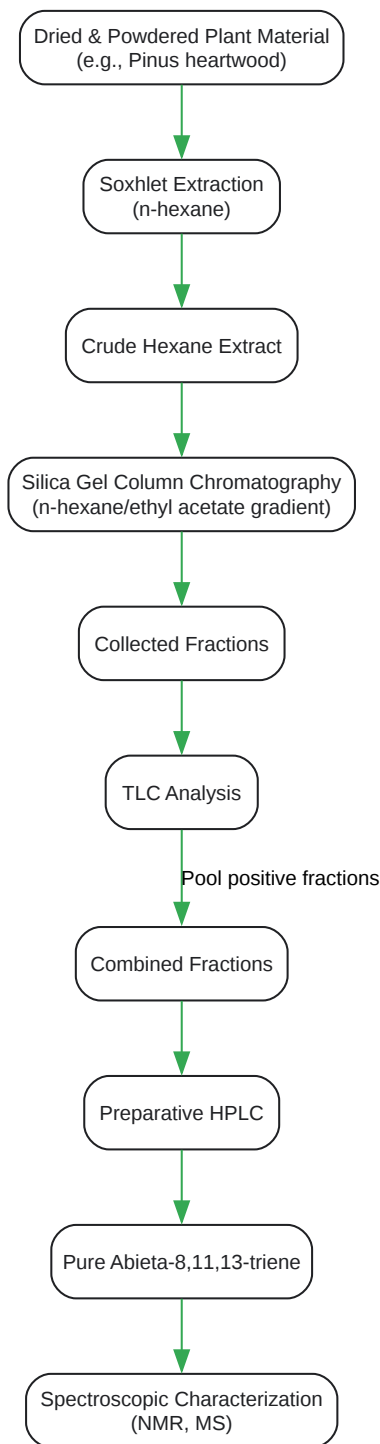 Dried & Powdered Plant Material
(e.g., Pinus heartwood)
Soxhlet Extraction
(n-hexane)
Crude Hexane Extract
Silica Gel Column Chromatography
(n-hexane/ethyl acetate gradient)
Collected Fractions
TLC Analysis
Pool positive fractions
Combined Fractions
Preparative HPLC
Pure Abieta-8,11,13-triene
Spectroscopic Characterization
(NMR, MS)